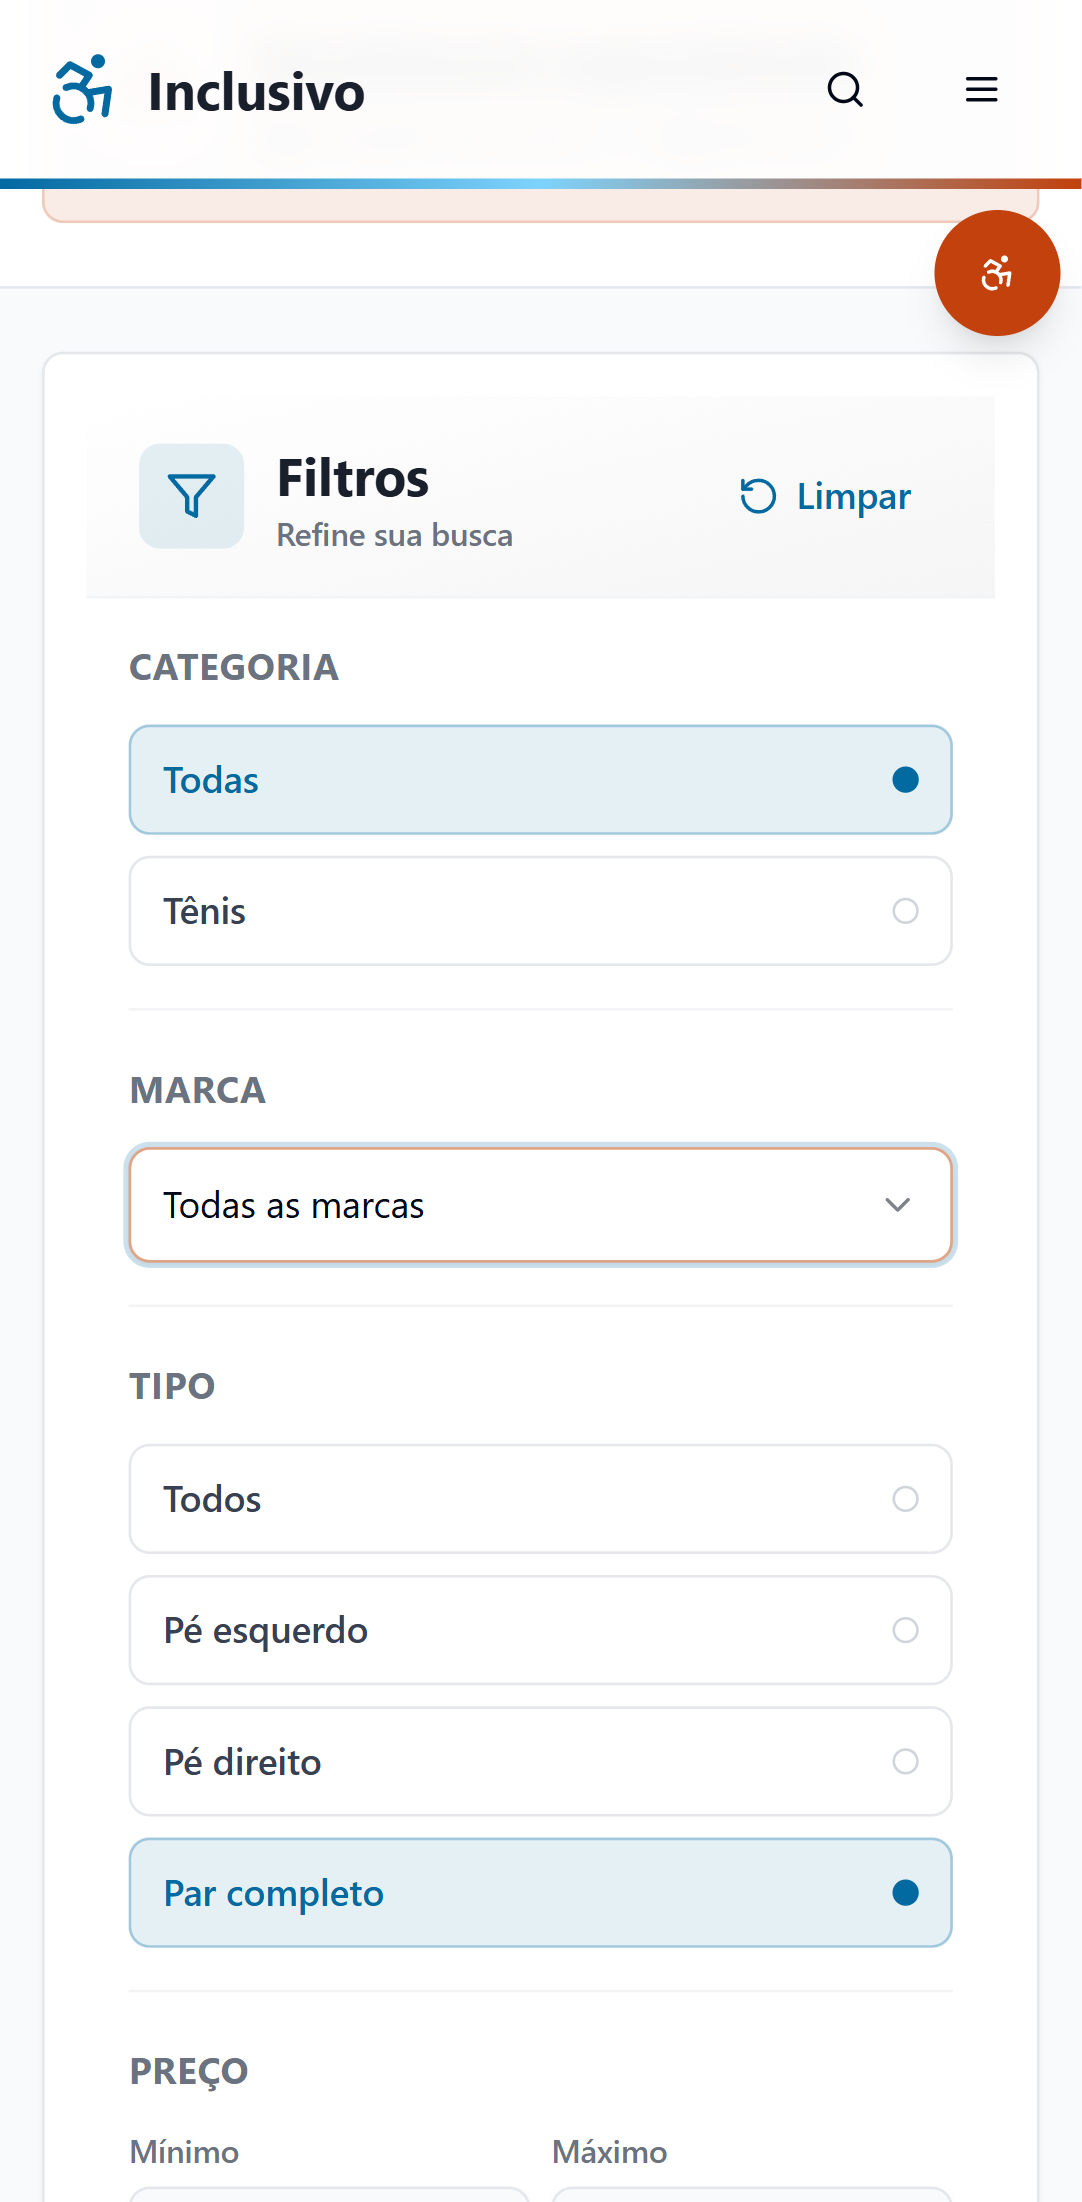 Inclusivo
Filtros
Refine sua busca
Limpar
CATEGORIA
Todas
Tênis
MARCA
Todas as marcas
TIPO
Todos
Pé esquerdo
Pé direito
Par completo
PREÇO
Mínimo
Máximo